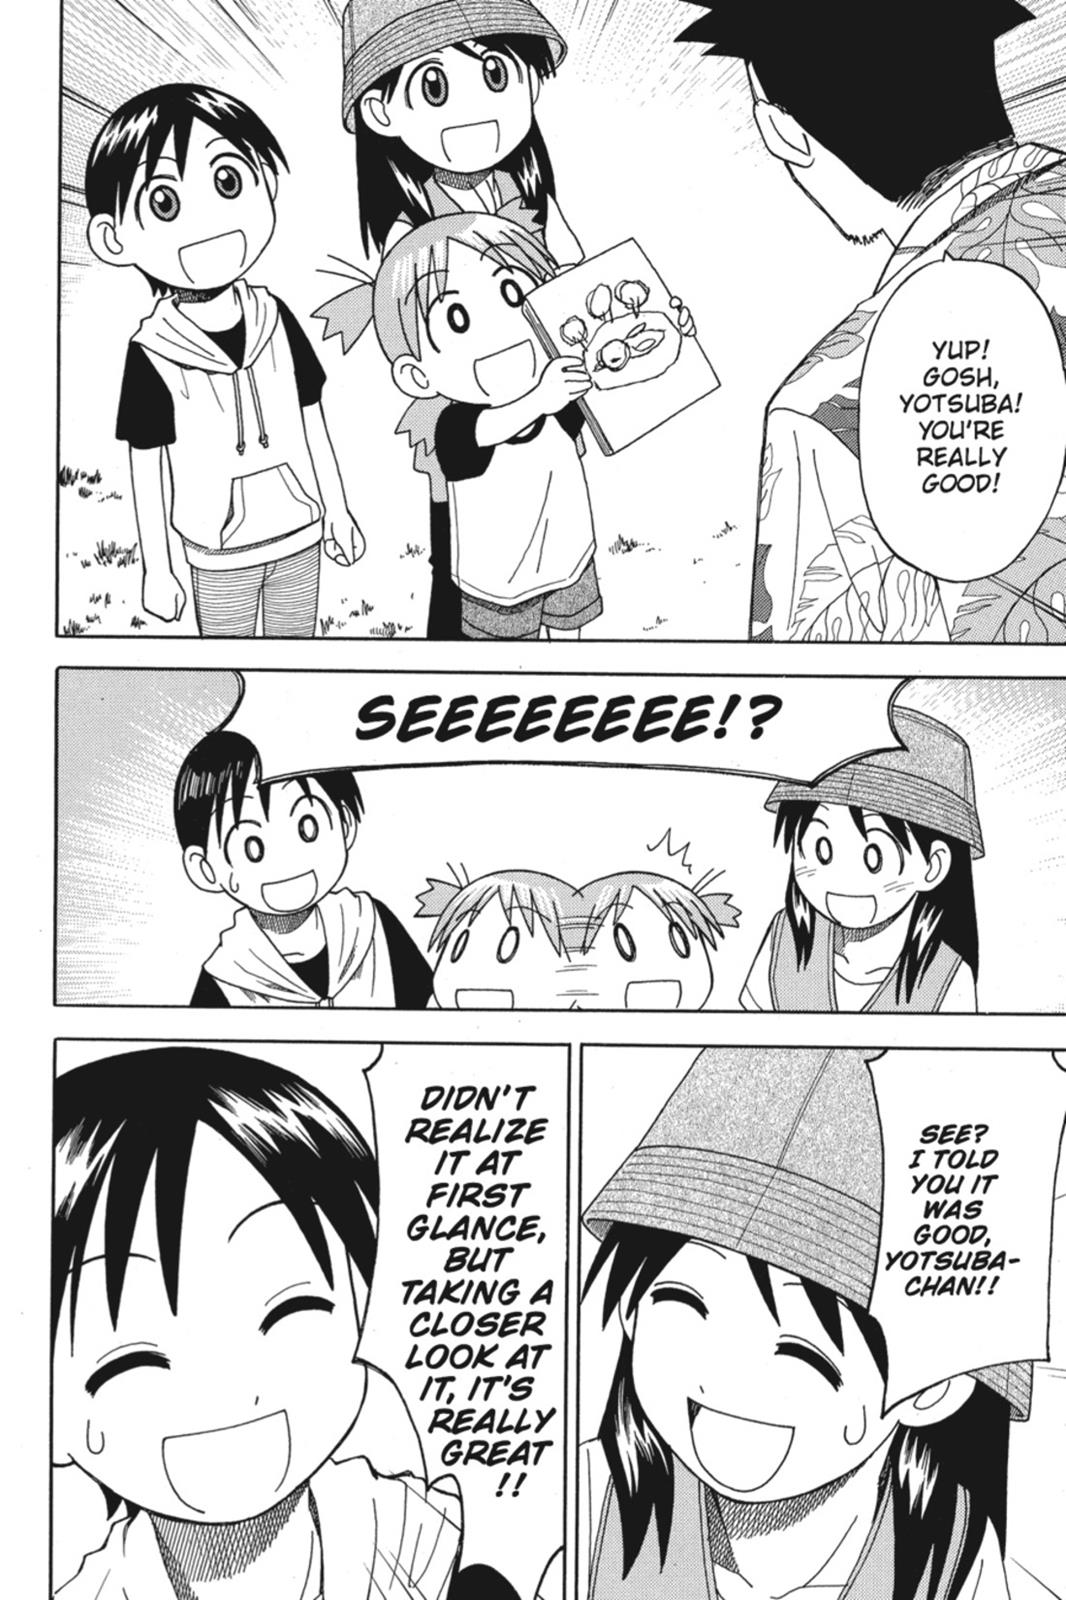 YUP!
GOSH,
YOTSUBA!
YOU'RE
REALLY
GOOD!
SEEEEEEEE!?
DIDN'T
REALIZE
IT AT
FIRST
GLANCE,
BUT
TAKING A
CLOSER
LOOK AT
IT, IT'S
REALLY
GREAT
!!
SEE?
I TOLD
YOU IT
WAS
GOOD,
YOTSUBA-
CHAN!!